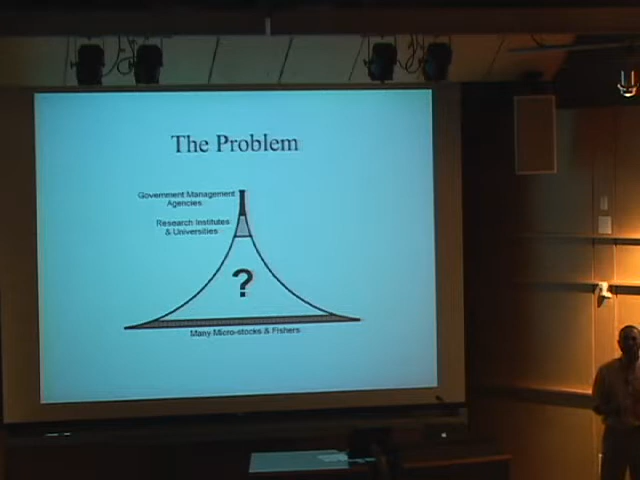 The Problem
Government Management
Agencies
Research Institutes
& Universities
?
Many Micro-stocks & Fishers